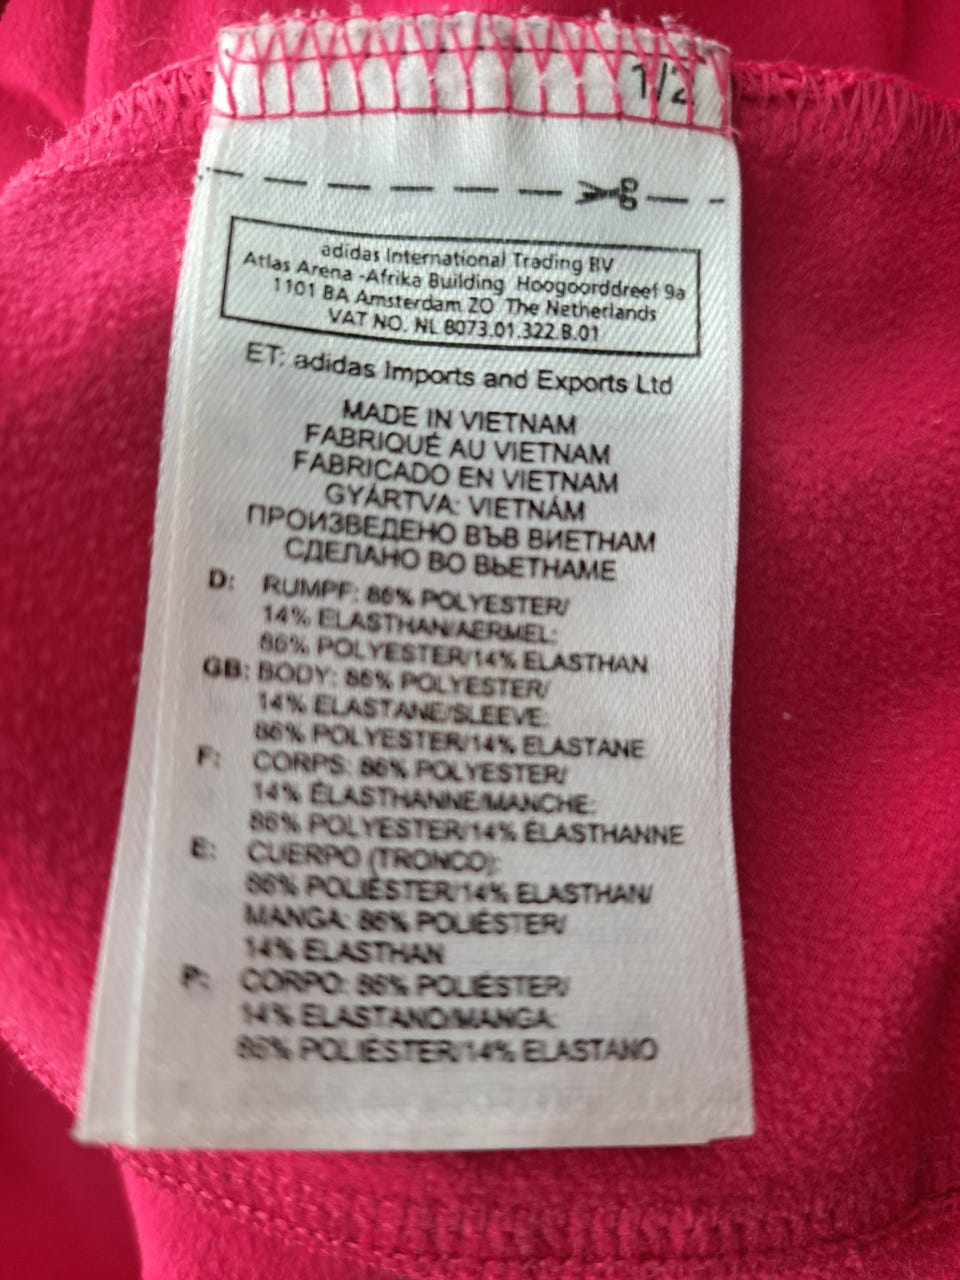 1/2
adidas International Trading BV
Atlas Arena -Afrika Building Hoogoorddreef 9a
1101 BA Amsterdam ZO The Netherlands
VAT NO. NL 8073.01.322.B.01
ET: adidas Imports and Exports Ltd
MADE IN VIETNAM
FABRIQUÉ AU VIETNAM
FABRICADO EN VIETNAM
GYÁRTVA: VIETNÁM
ПРОИЗВЕДЕНО ВЪВ ВИЕТНАМ
СДЕЛАНО ВО ВЬЕТНАМЕ
D: RUMPF: 86% POLYESTER/
14% ELASTHAN/AERMEL:
86% POLYESTER/14% ELASTHAN
GB: BODY: 86% POLYESTER/
14% ELASTANE/SLEEVE:
86% POLYESTER/14% ELASTANE
F: CORPS: 86% POLYESTER/
14% ÉLASTHANNE/MANCHE:
86% POLYESTER/14% ÉLASTHANNE
E: CUERPO (TRONCO):
86% POLIÉSTER/14% ELASTHAN/
MANGA: 86% POLIÉSTER/
14% ELASTHAN
P: CORPO: 86% POLIÉSTER/
14% ELASTANO/MANGA:
86% POLIÉSTER/14% ELASTANO